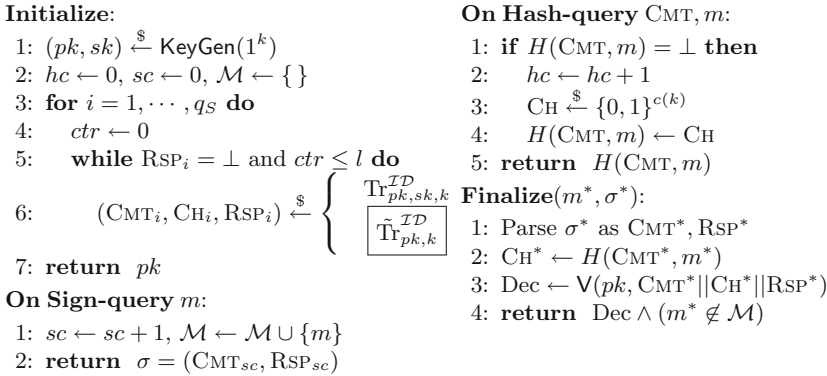 Initialize:
1: (pk, sk) $← KeyGen(1^k)
2: hc ← 0, sc ← 0, ℳ ← { }
3: for i = 1, ··· , q_S do
4: ctr ← 0
5: while Rsp_i = ⊥ and ctr ≤ l do
6: (Cmt_i, Ch_i, Rsp_i) $← { Tr^{ℐ𝒟}_{pk,sk,k}
T̃r^{ℐ𝒟}_{pk,k}
7: return pk
On Sign-query m:
1: sc ← sc + 1, ℳ ← ℳ ∪ {m}
2: return σ = (Cmt_{sc}, Rsp_{sc})
On Hash-query Cmt, m:
1: if H(Cmt, m) = ⊥ then
2: hc ← hc + 1
3: Ch $← {0, 1}^{c(k)}
4: H(Cmt, m) ← Ch
5: return H(Cmt, m)
Finalize(m*, σ*):
1: Parse σ* as Cmt*, Rsp*
2: Ch* ← H(Cmt*, m*)
3: Dec ← V(pk, Cmt*||Ch*||Rsp*)
4: return Dec ∧ (m* ∉ ℳ)